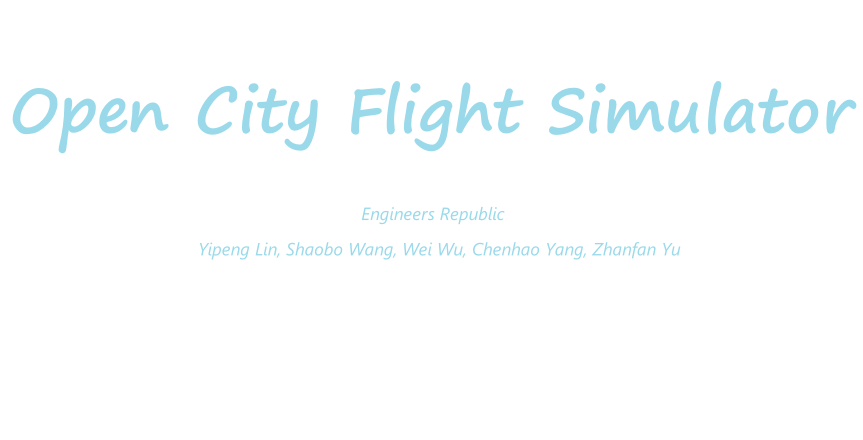 Open City Flight Simulator
Engineers Republic
Yipeng Lin, Shaobo Wang, Wei Wu, Chenhao Yang, Zhanfan Yu